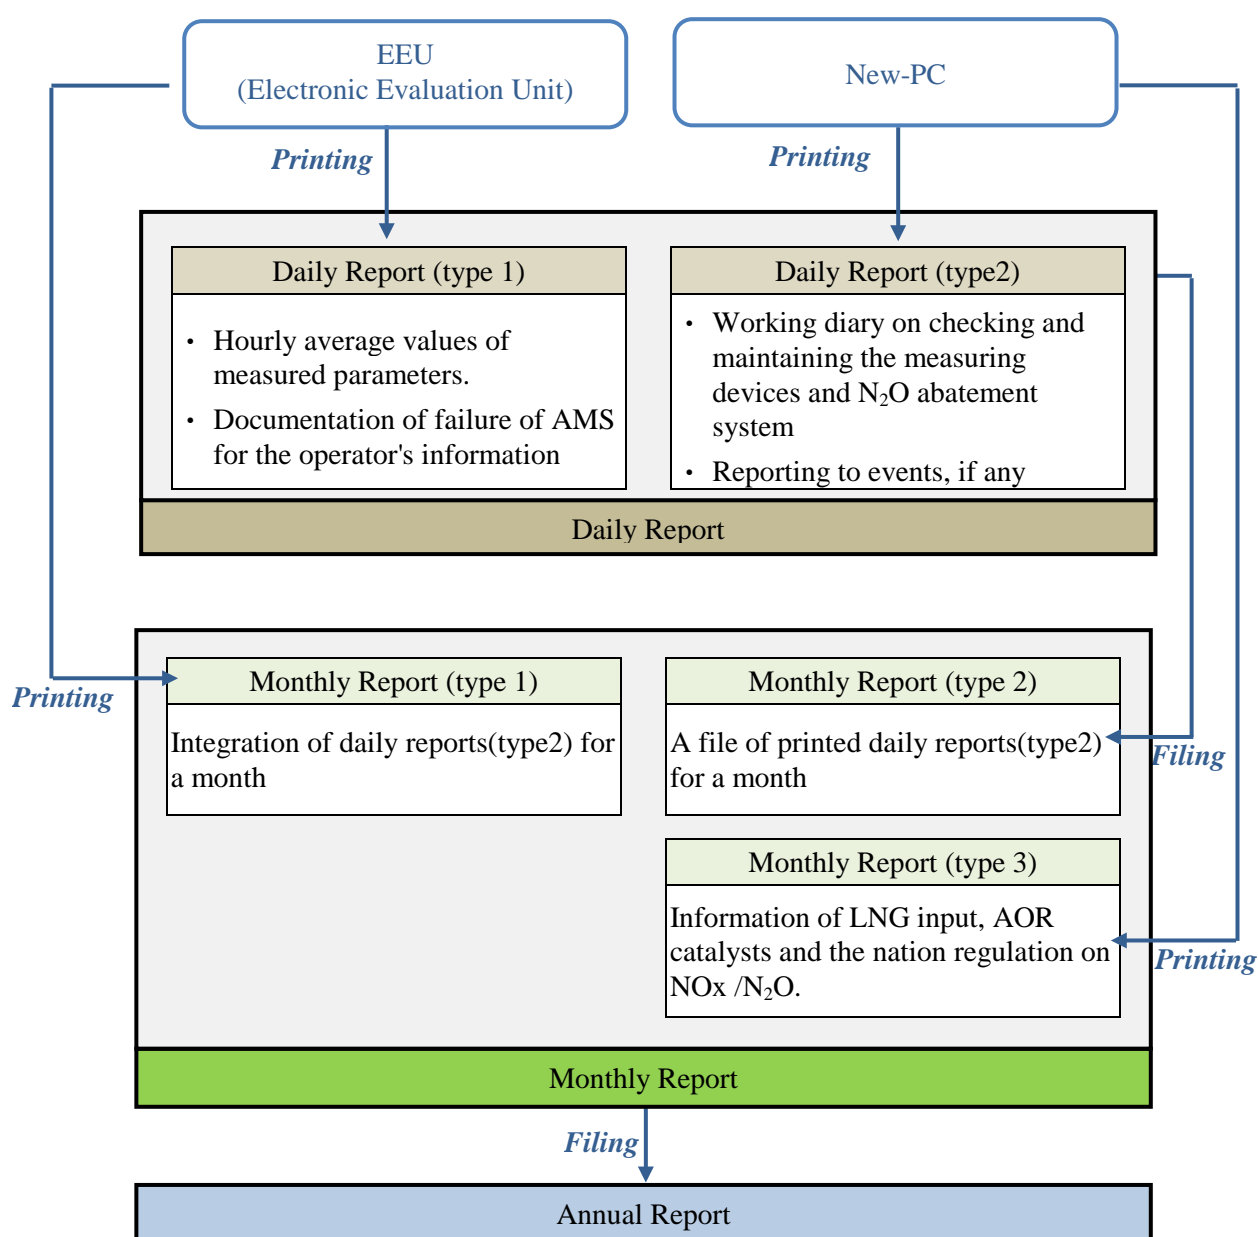 EEU
(Electronic Evaluation Unit)
New-PC
Printing
Printing
Daily Report (type 1)
・ Hourly average values of
measured parameters.
・ Documentation of failure of AMS
for the operator's information
Daily Report (type2)
・ Working diary on checking and
maintaining the measuring
devices and N₂O abatement
system
・ Reporting to events, if any
Daily Report
Printing
Monthly Report (type 1)
Integration of daily reports(type2) for
a month
Monthly Report (type 2)
A file of printed daily reports(type2)
for a month
Filing
Monthly Report (type 3)
Information of LNG input, AOR
catalysts and the nation regulation on
NOx /N₂O.
Printing
Monthly Report
Filing
Annual Report